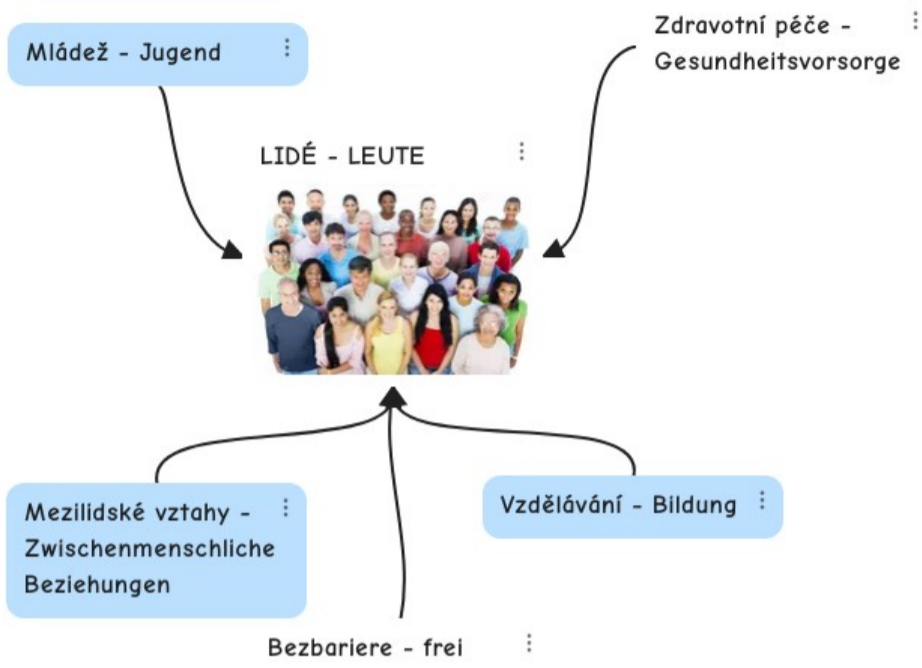 Mládež - Jugend
Zdravotní péče -
Gesundheitsvorsorge
LIDÉ - LEUTE
Mezilidské vztahy -
Zwischenmenschliche
Beziehungen
Vzdělávání - Bildung
Bezbariere - frei